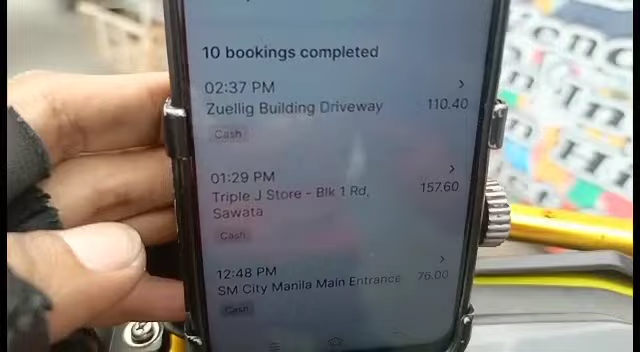 10 bookings completed
02:37 PM
Zuellig Building Driveway 110.40
Cash
01:29 PM
Triple J Store - Blk 1 Rd, 157.60
Sawata
Cash
12:48 PM
SM City Manila Main Entrance 76.00
Cash